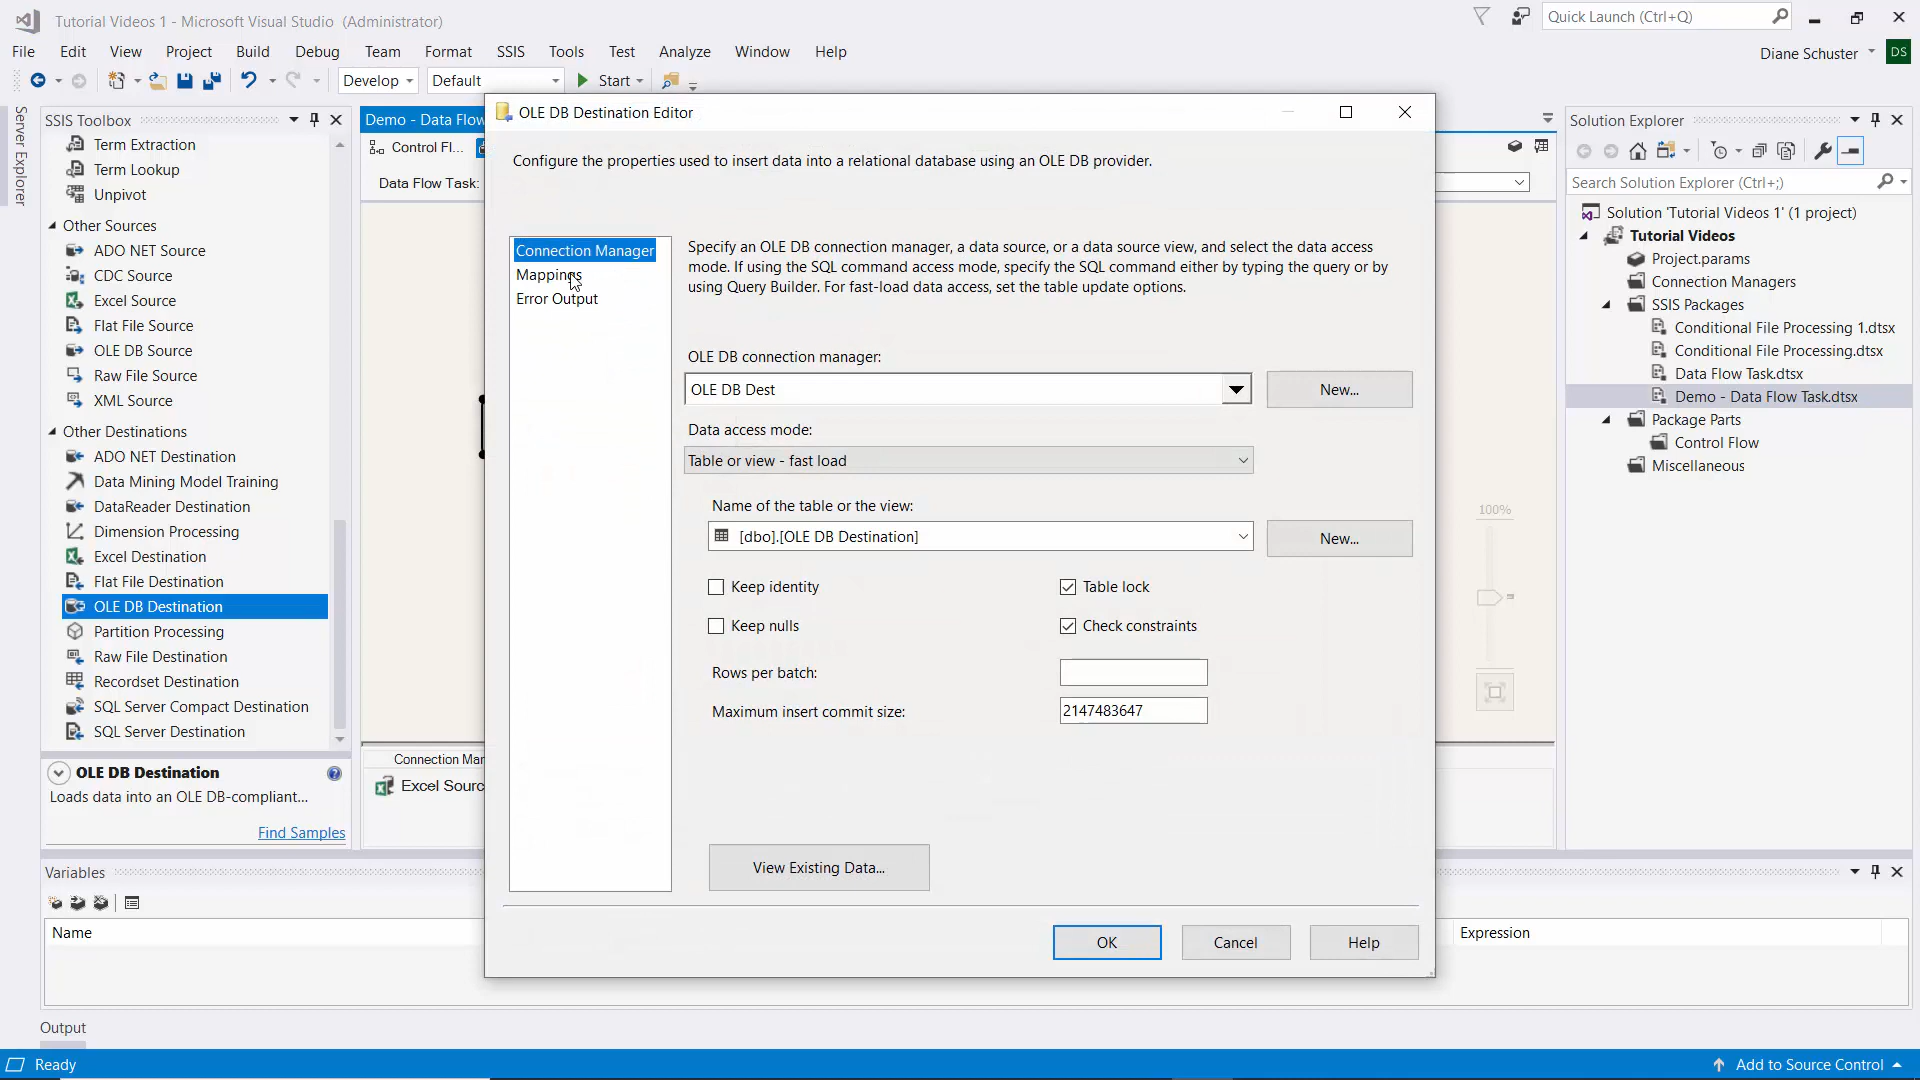 Tutorial Videos 1 - Microsoft Visual Studio (Administrator)
Quick Launch (Ctrl+Q)
File Edit View Project Build Debug Team Format SSIS Tools Test Analyze Window Help
Diane Schuster DS
Develop Default Start
Server Explorer
SSIS Toolbox
Term Extraction
Term Lookup
Unpivot
Other Sources
ADO NET Source
CDC Source
Excel Source
Flat File Source
OLE DB Source
Raw File Source
XML Source
Other Destinations
ADO NET Destination
Data Mining Model Training
DataReader Destination
Dimension Processing
Excel Destination
Flat File Destination
OLE DB Destination
Partition Processing
Raw File Destination
Recordset Destination
SQL Server Compact Destination
SQL Server Destination
OLE DB Destination
Loads data into an OLE DB-compliant...
Find Samples
Demo - Data Flow
Control Fl...
Data Flow Task:
Connection Mar
Excel Sourc
OLE DB Destination Editor
Configure the properties used to insert data into a relational database using an OLE DB provider.
Connection Manager
Mappings
Error Output
Specify an OLE DB connection manager, a data source, or a data source view, and select the data access
mode. If using the SQL command access mode, specify the SQL command either by typing the query or by
using Query Builder. For fast-load data access, set the table update options.
OLE DB connection manager:
OLE DB Dest
New...
Data access mode:
Table or view - fast load
Name of the table or the view:
[dbo].[OLE DB Destination]
New...
Keep identity
Table lock
Keep nulls
Check constraints
Rows per batch:
Maximum insert commit size:
2147483647
View Existing Data...
OK
Cancel
Help
100%
Solution Explorer
Search Solution Explorer (Ctrl+;)
Solution 'Tutorial Videos 1' (1 project)
Tutorial Videos
Project.params
Connection Managers
SSIS Packages
Conditional File Processing 1.dtsx
Conditional File Processing.dtsx
Data Flow Task.dtsx
Demo - Data Flow Task.dtsx
Package Parts
Control Flow
Miscellaneous
Variables
Name
Expression
Output
Ready
Add to Source Control